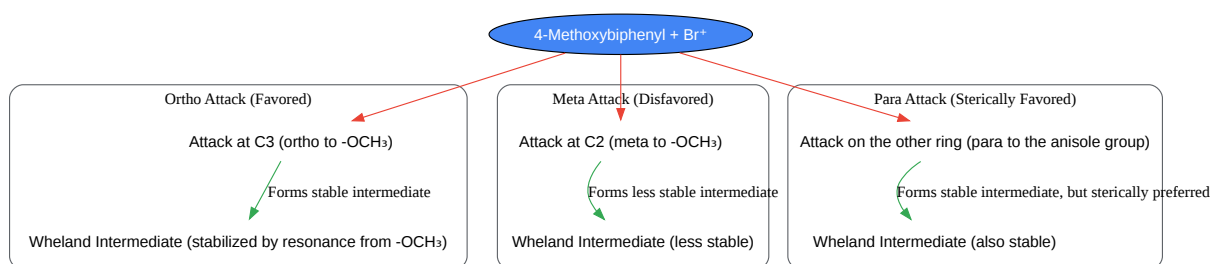 4-Methoxybiphenyl + Br⁺
Ortho Attack (Favored)
Attack at C3 (ortho to -OCH₃)
Forms stable intermediate
Wheland Intermediate (stabilized by resonance from -OCH₃)
Meta Attack (Disfavored)
Attack at C2 (meta to -OCH₃)
Forms less stable intermediate
Wheland Intermediate (less stable)
Para Attack (Sterically Favored)
Attack on the other ring (para to the anisole group)
Forms stable intermediate, but sterically preferred
Wheland Intermediate (also stable)